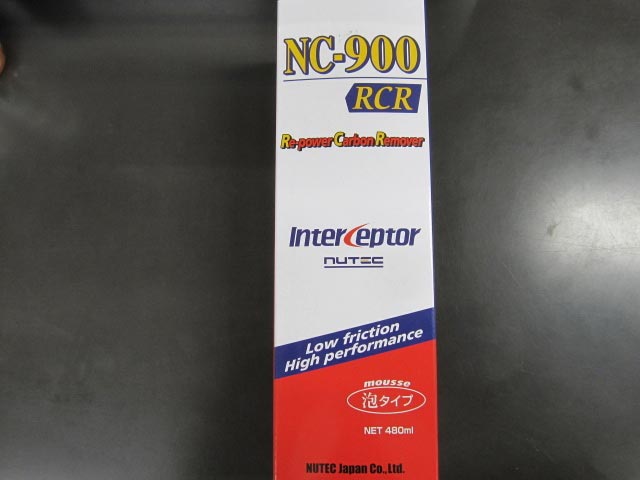 NC-900
RCR
Re-power Carbon Remover
Interceptor
NUTEC
Low friction
High performance
mousse
泡タイプ
NET 480ml
NUTEC Japan Co.,Ltd.